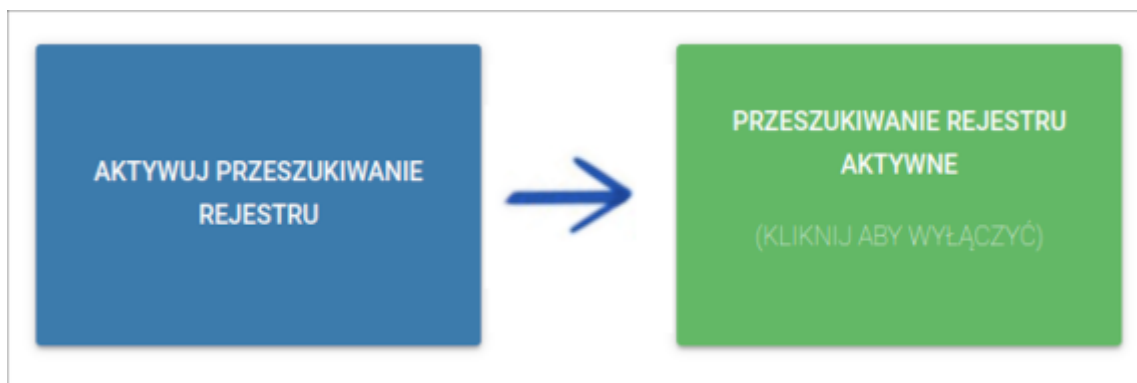 AKTYWUJ PRZESZUKIWANIE
REJESTRU
PRZESZUKIWANIE REJESTRU
AKTYWNE
(KLIKNIJ ABY WYŁĄCZYĆ)